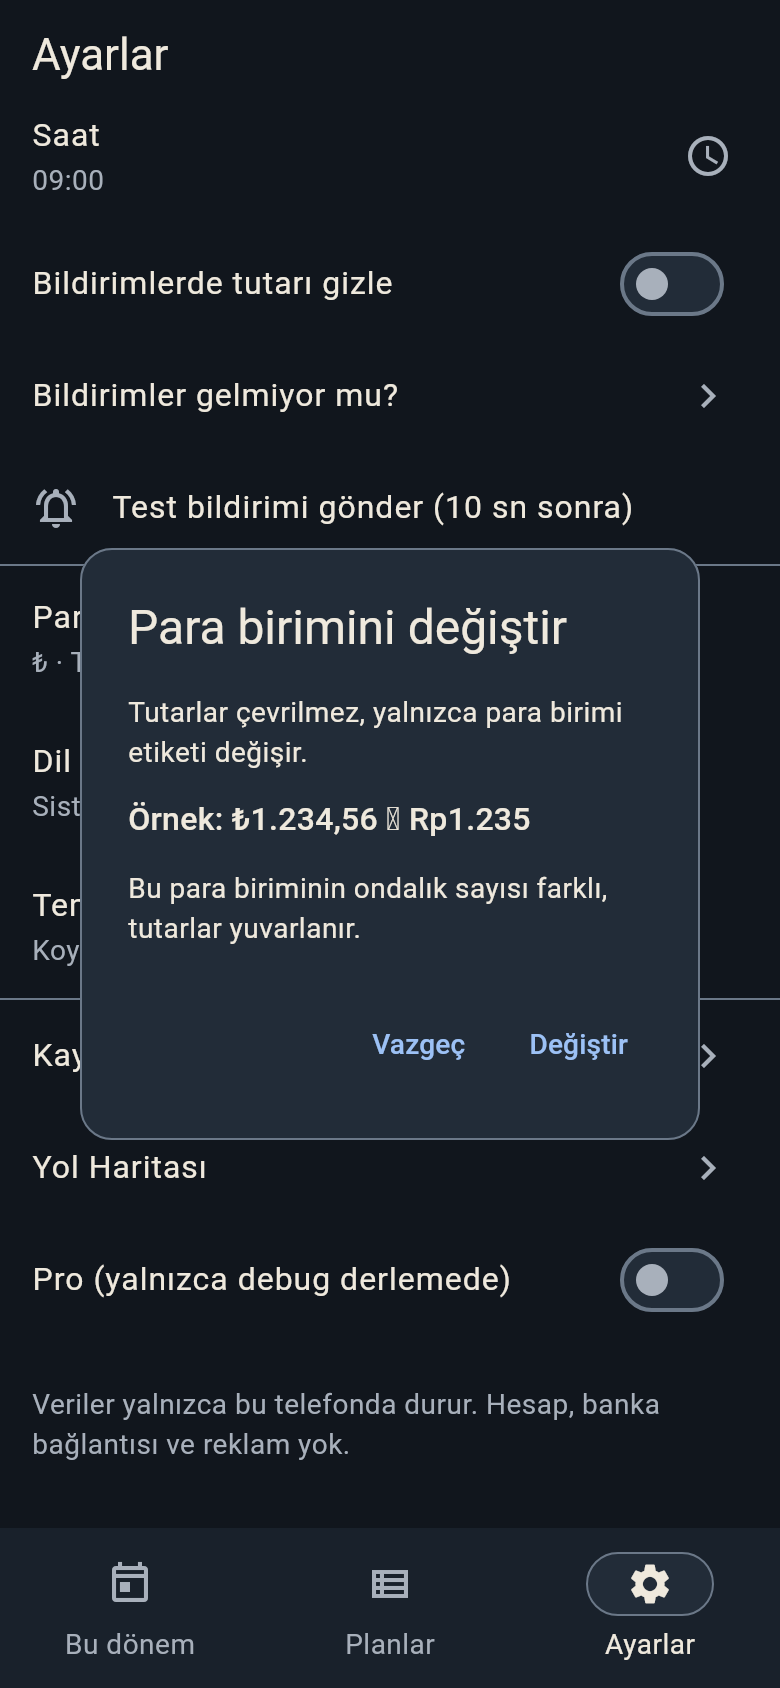 Ayarlar
Saat
09:00
Bildirimlerde tutarı gizle
Bildirimler gelmiyor mu?
Test bildirimi gönder (10 sn sonra)
Par
₺ · T
Dil
Sist
Ter
Koy
Kay
Para birimini değiştir
Tutarlar çevrilmez, yalnızca para birimi
etiketi değişir.
Örnek: ₺1.234,56 Rp1.235
Bu para biriminin ondalık sayısı farklı,
tutarlar yuvarlanır.
Vazgeç Değiştir
Yol Haritası
Pro (yalnızca debug derlemede)
Veriler yalnızca bu telefonda durur. Hesap, banka
bağlantısı ve reklam yok.
Bu dönem Planlar Ayarlar